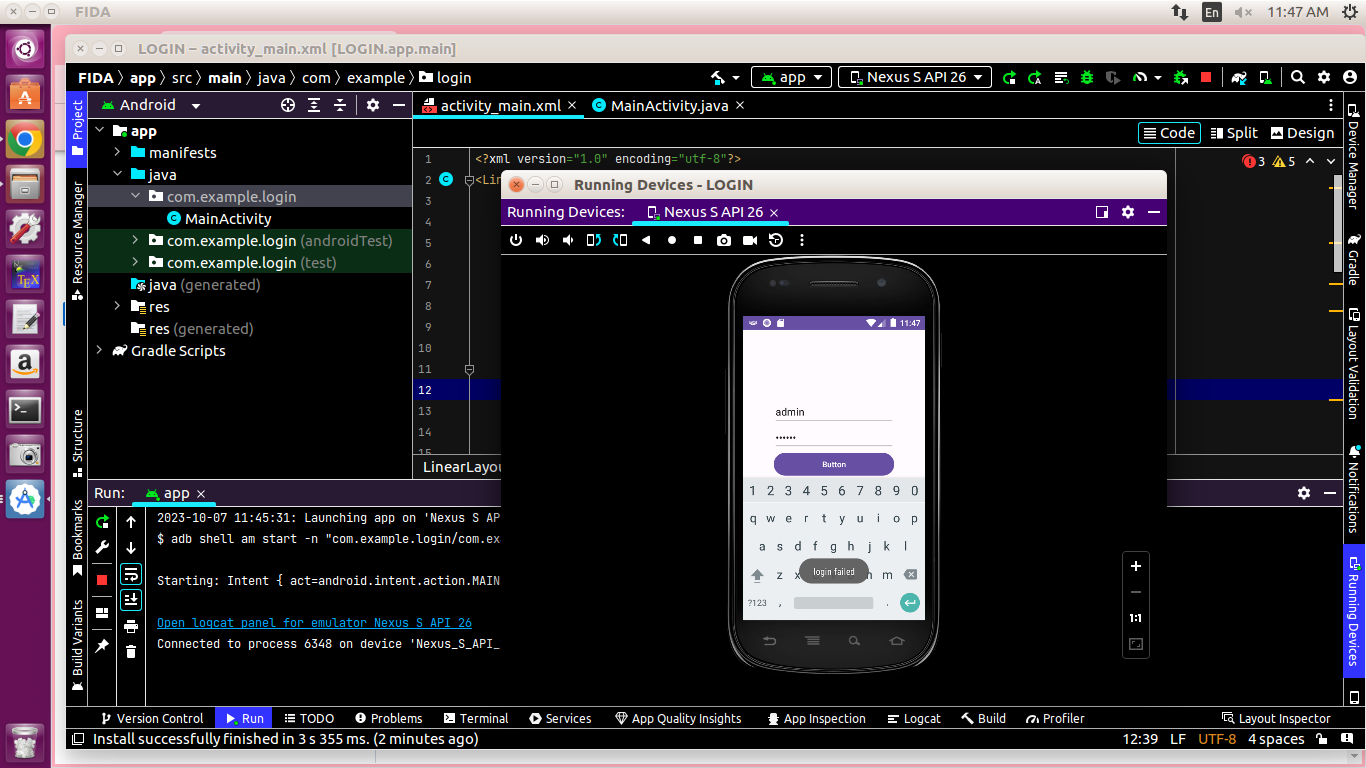 FIDA
En
11:47 AM
LOGIN – activity_main.xml [LOGIN.app.main]
FIDA 〉 app 〉 src 〉 main 〉 java 〉 com 〉 example 〉 login
app
Nexus S API 26
Android
activity_main.xml
MainActivity.java
Code
Split
Design
Project
Resource Manager
Structure
Bookmarks
Build Variants
app
manifests
java
com.example.login
MainActivity
com.example.login (androidTest)
com.example.login (test)
java (generated)
res
res (generated)
Gradle Scripts
1 <?xml version="1.0" encoding="utf-8"?>
2 <Lin
3
4
5
6
7
8
9
10
11
12
13
14
15
3
5
LinearLayou
Running Devices - LOGIN
Running Devices:
Nexus S API 26
11:47
admin
••••••
Button
1 2 3 4 5 6 7 8 9 0
q w e r t y u i o p
a s d f g h j k l
z m
login failed
?123 , .
1:1
Device Manager
Gradle
Layout Validation
Notifications
Running Devices
Run:
app
2023-10-07 11:45:31: Launching app on 'Nexus S AP
$ adb shell am start -n "com.example.login/com.ex
Starting: Intent { act=android.intent.action.MAIN
Open logcat panel for emulator Nexus S API 26
Connected to process 6348 on device 'Nexus_S_API_
Version Control
Run
TODO
Problems
Terminal
Services
App Quality Insights
App Inspection
Logcat
Build
Profiler
Layout Inspector
Install successfully finished in 3 s 355 ms. (2 minutes ago)
12:39
LF
UTF-8
4 spaces